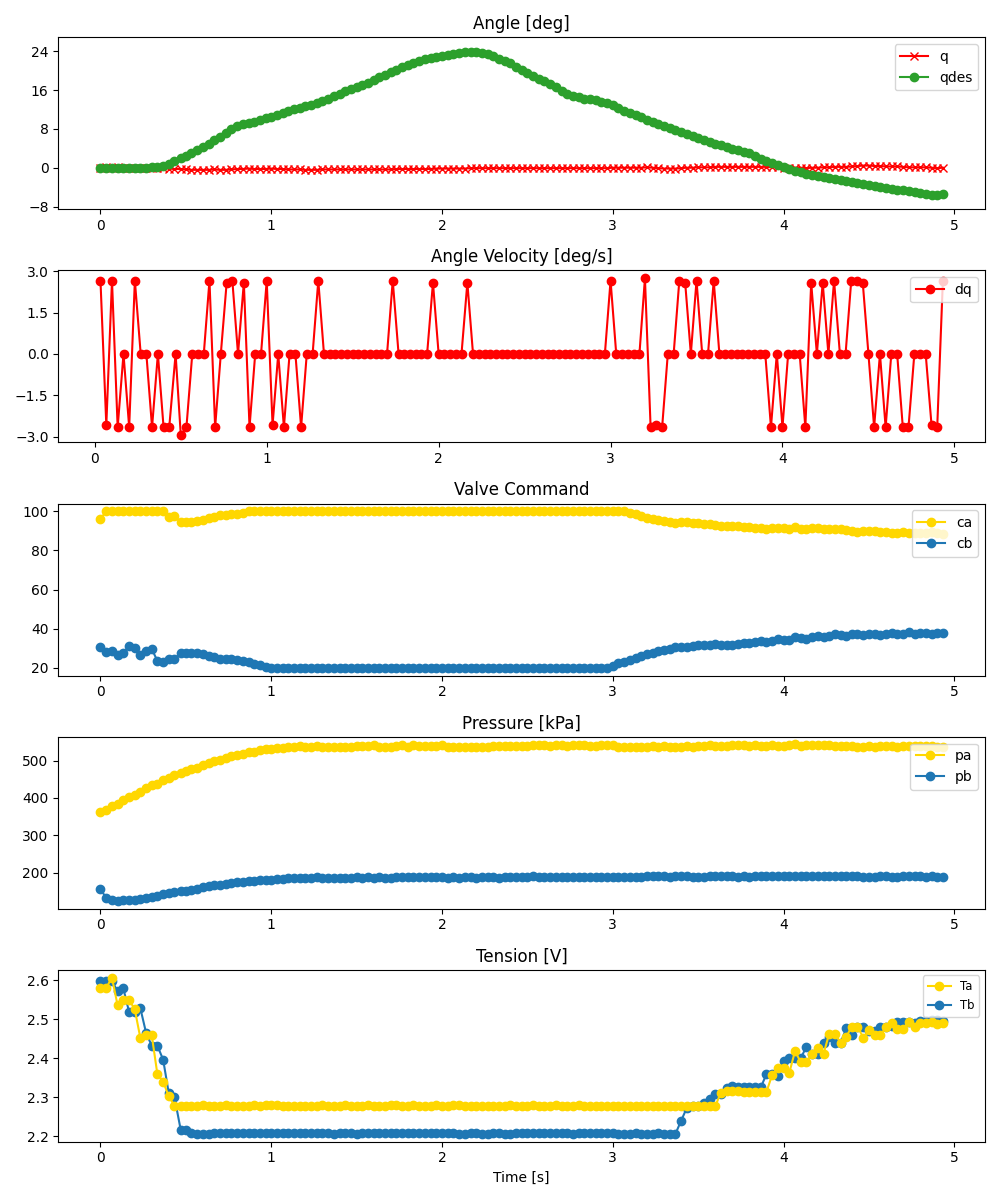 Angle [deg]
24
16
8
0
−8
q
qdes
0 1 2 3 4 5
Angle Velocity [deg/s]
3.0
1.5
0.0
−1.5
−3.0
dq
0 1 2 3 4 5
Valve Command
100
80
60
40
20
ca
cb
0 1 2 3 4 5
Pressure [kPa]
500
400
300
200
pa
pb
0 1 2 3 4 5
Tension [V]
2.6
2.5
2.4
2.3
2.2
Ta
Tb
0 1 2 3 4 5
Time [s]